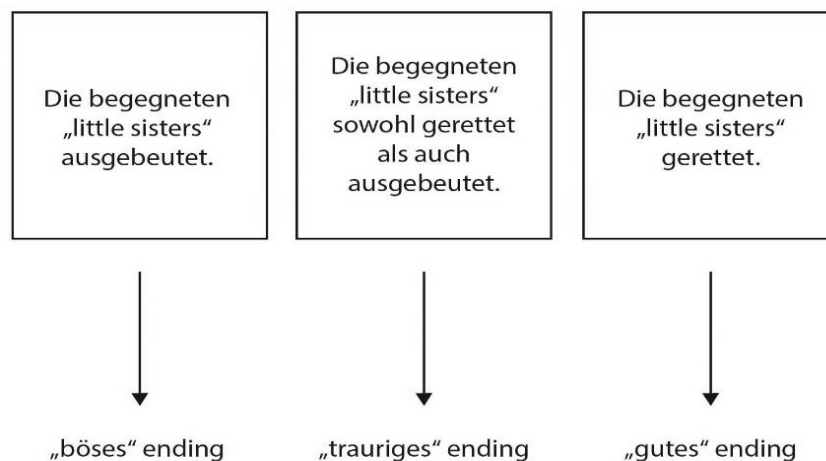 Die begegneten
„little sisters“
ausgebeutet.
Die begegneten
„little sisters“
sowohl gerettet
als auch
ausgebeutet.
Die begegneten
„little sisters“
gerettet.
„böses“ ending
„trauriges“ ending
„gutes“ ending